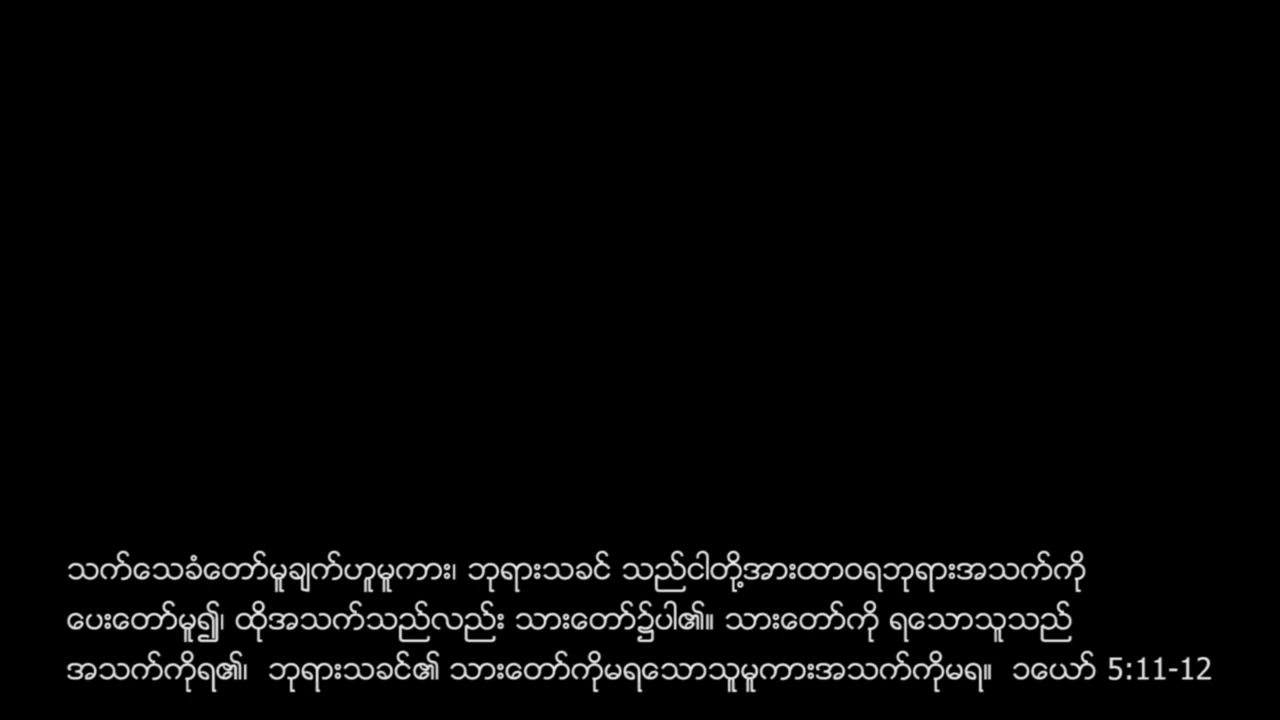 သက်သေခံတော်မူချက်ဟူမူကား၊ ဘုရားသခင် သည်ငါတို့အားထာဝရဘုရားအသက်ကို
ပေးတော်မူ၍၊ ထိုအသက်သည်လည်း သားတော်၌ပါ၏။ သားတော်ကို ရသောသူသည်
အသက်ကိုရ၏၊ ဘုရားသခင်၏ သားတော်ကိုမရသောသူမူကားအသက်ကိုမရ။ ၁ယော် 5:11-12